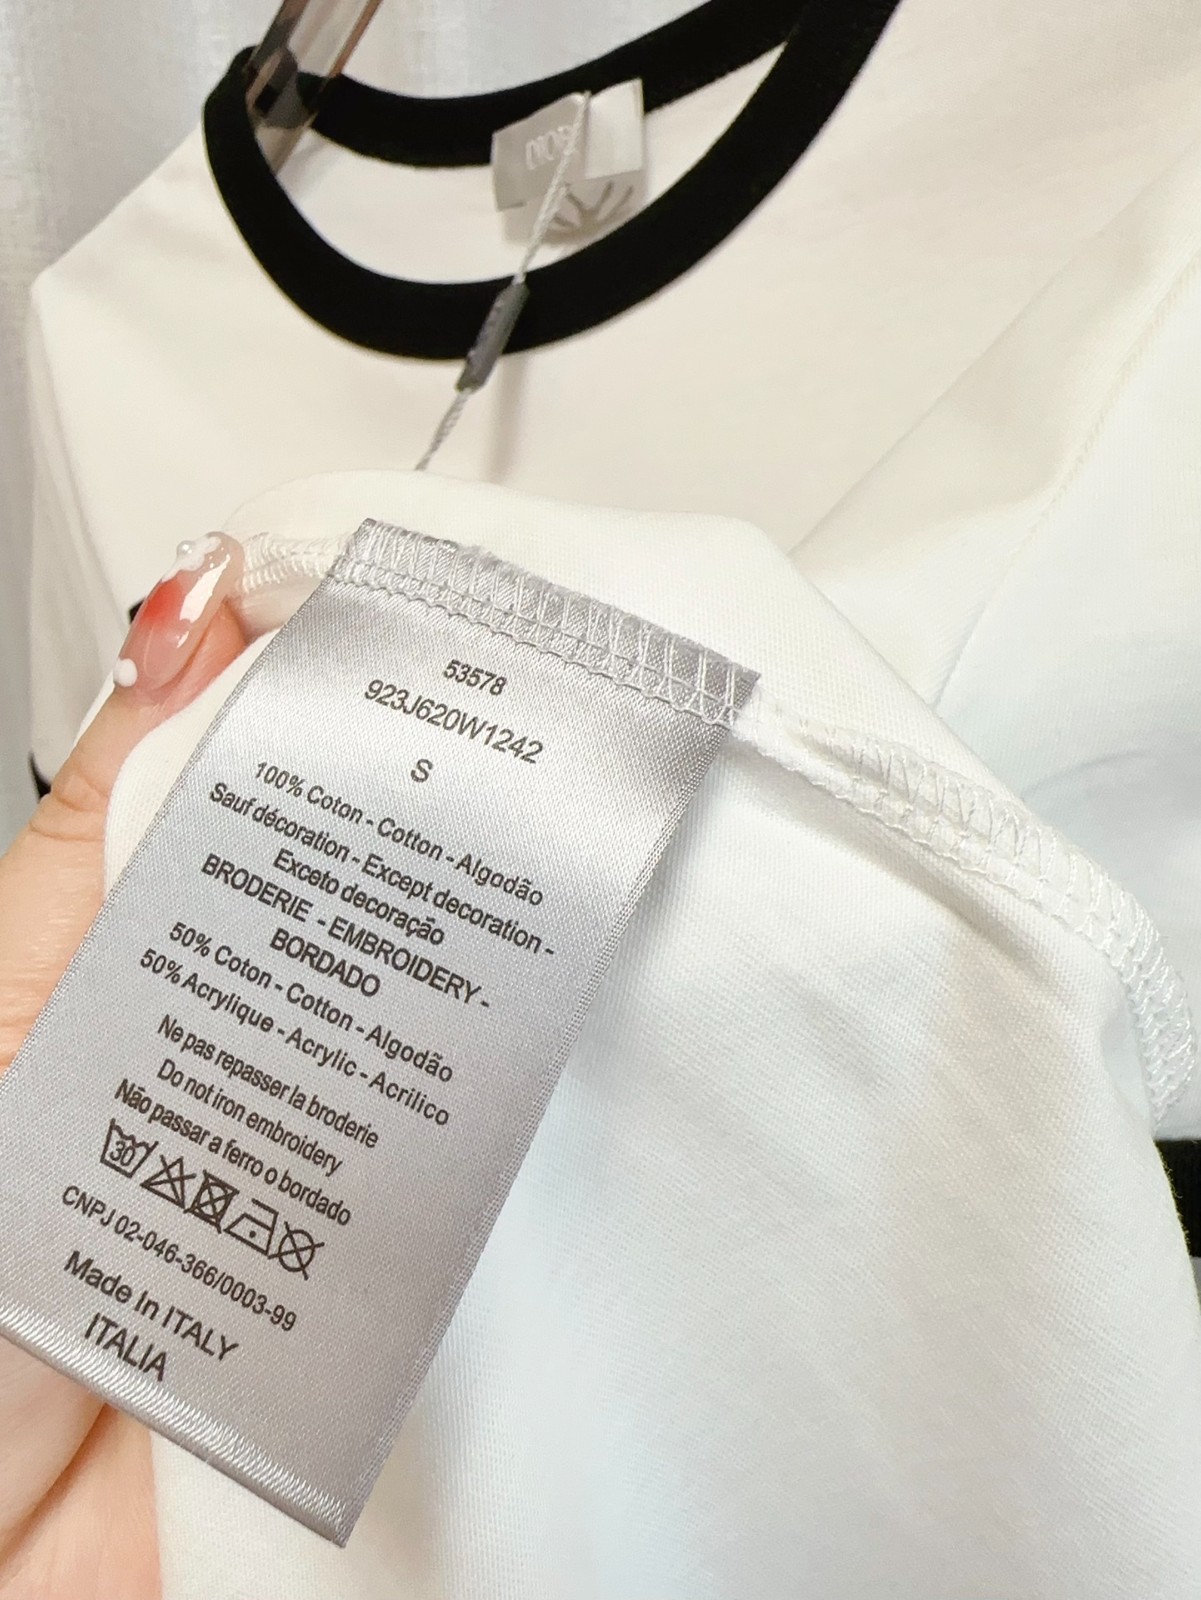 DIOR
53578
923J620W1242
S
100% Coton - Cotton - Algodão
Sauf décoration - Except decoration -
Exceto decoração
BRODERIE - EMBROIDERY -
BORDADO
50% Coton - Cotton - Algodão
50% Acrylique - Acrylic - Acrilico
Ne pas repasser la broderie
Do not iron embroidery
Não passar a ferro o bordado
30
CNPJ 02-046-366/0003-99
Made In ITALY
ITALIA